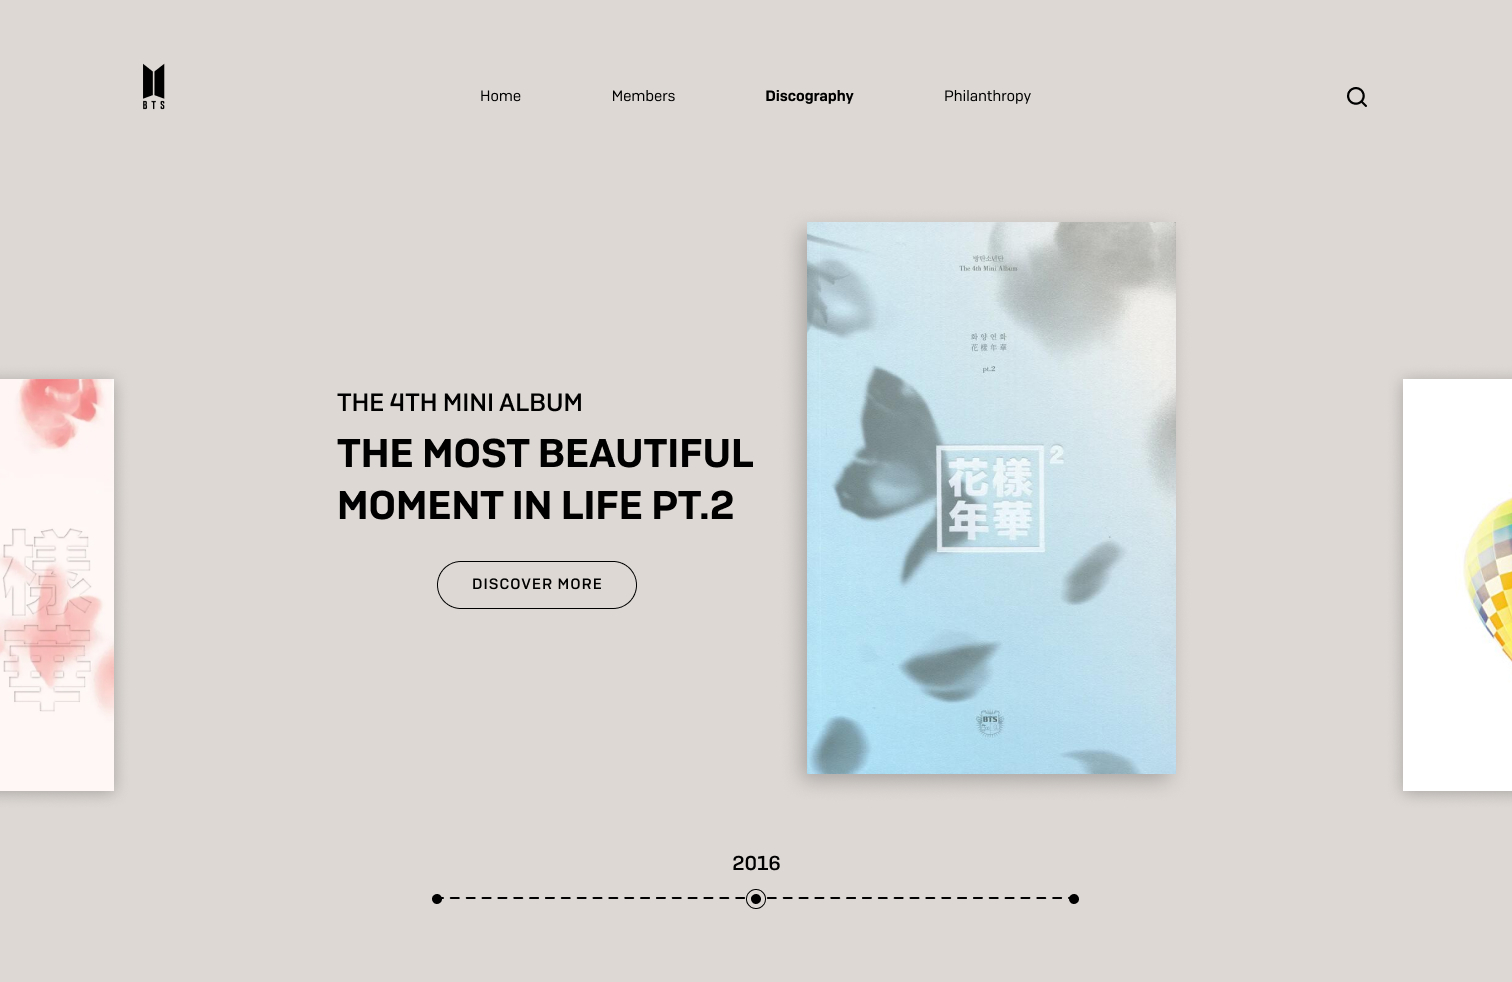 BTS
Home
Members
Discography
Philanthropy
방탄소년단
The 4th Mini Album
화양연화
花樣年華
pt.2
THE 4TH MINI ALBUM
THE MOST BEAUTIFUL
MOMENT IN LIFE PT.2
DISCOVER MORE
花樣
年華
2
樣
華
BTS
2016